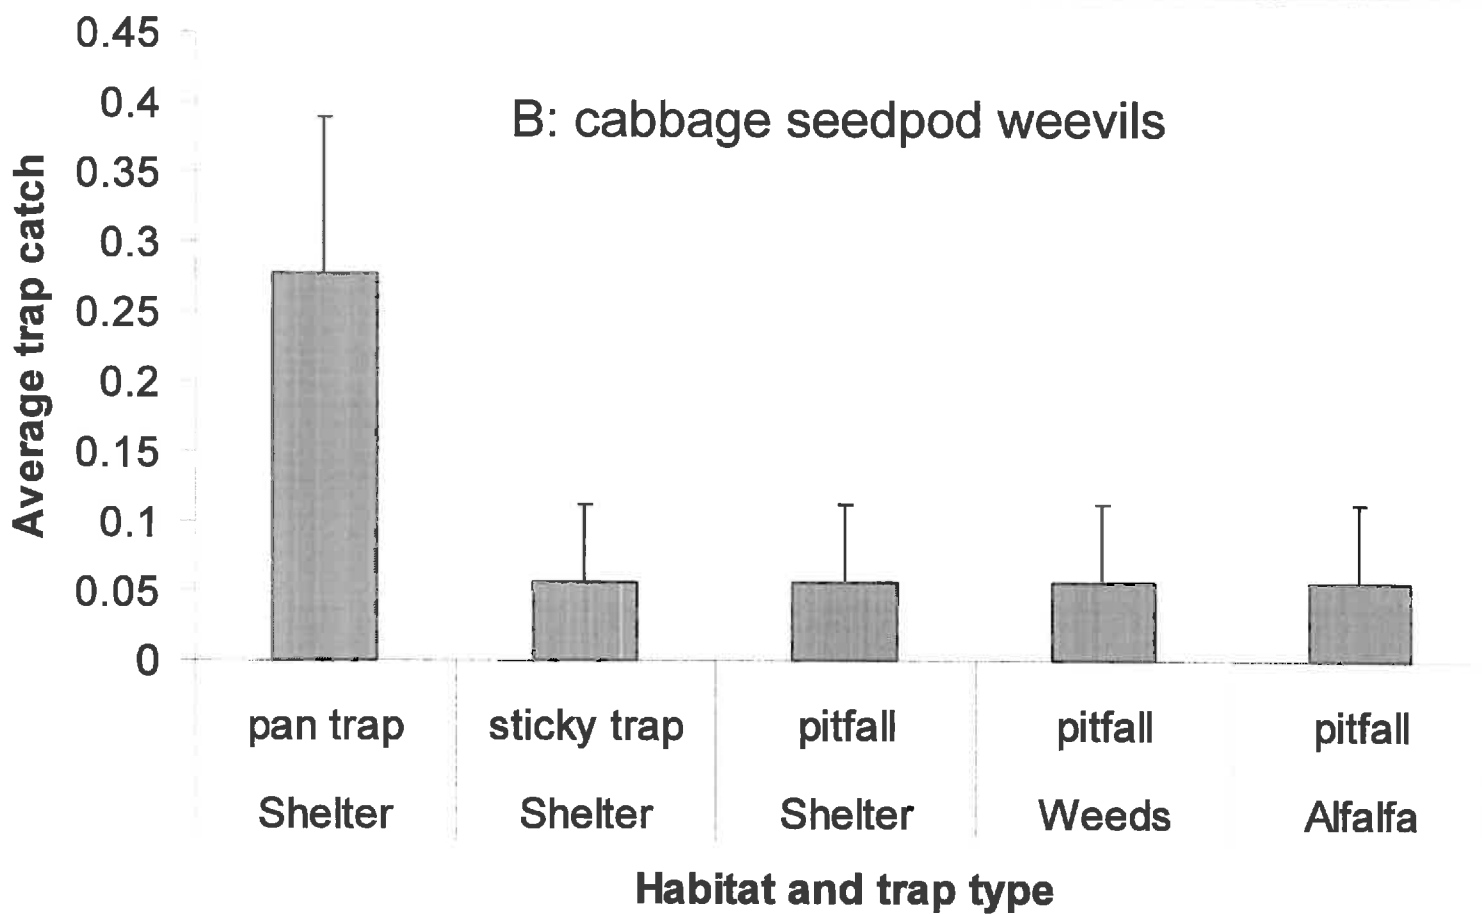 B: cabbage seedpod weevils
Average trap catch
0.45
0.4
0.35
0.3
0.25
0.2
0.15
0.1
0.05
0
pan trap sticky trap pitfall pitfall pitfall
Shelter Shelter Shelter Weeds Alfalfa
Habitat and trap type